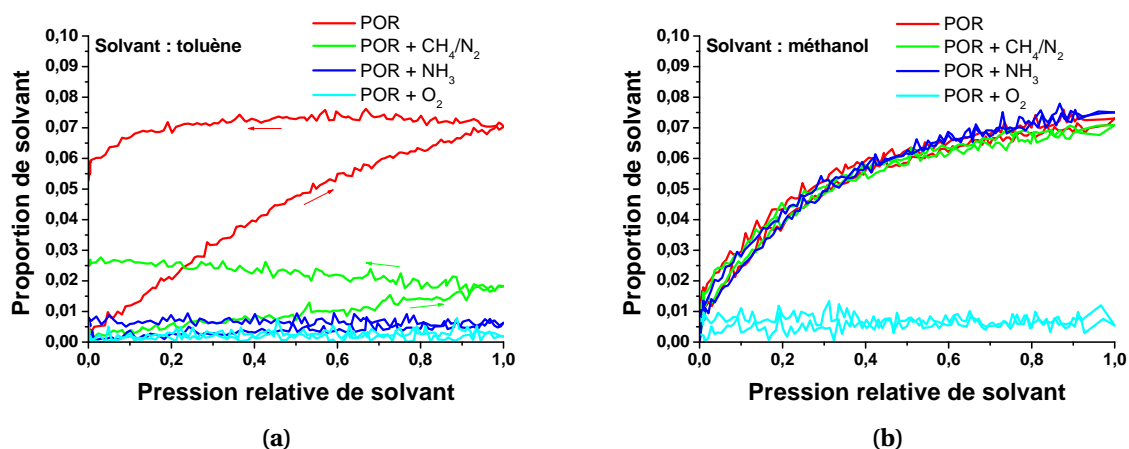 POR
POR + CH4/N2
POR + NH3
POR + O2
Solvant : toluène
0,10
0,09
0,08
0,07
0,06
0,05
0,04
0,03
0,02
0,01
0,00
Proportion de solvant
0,0 0,2 0,4 0,6 0,8 1,0
Pression relative de solvant
(a)
POR
POR + CH4/N2
POR + NH3
POR + O2
Solvant : méthanol
0,10
0,09
0,08
0,07
0,06
0,05
0,04
0,03
0,02
0,01
0,00
Proportion de solvant
0,0 0,2 0,4 0,6 0,8 1,0
Pression relative de solvant
(b)